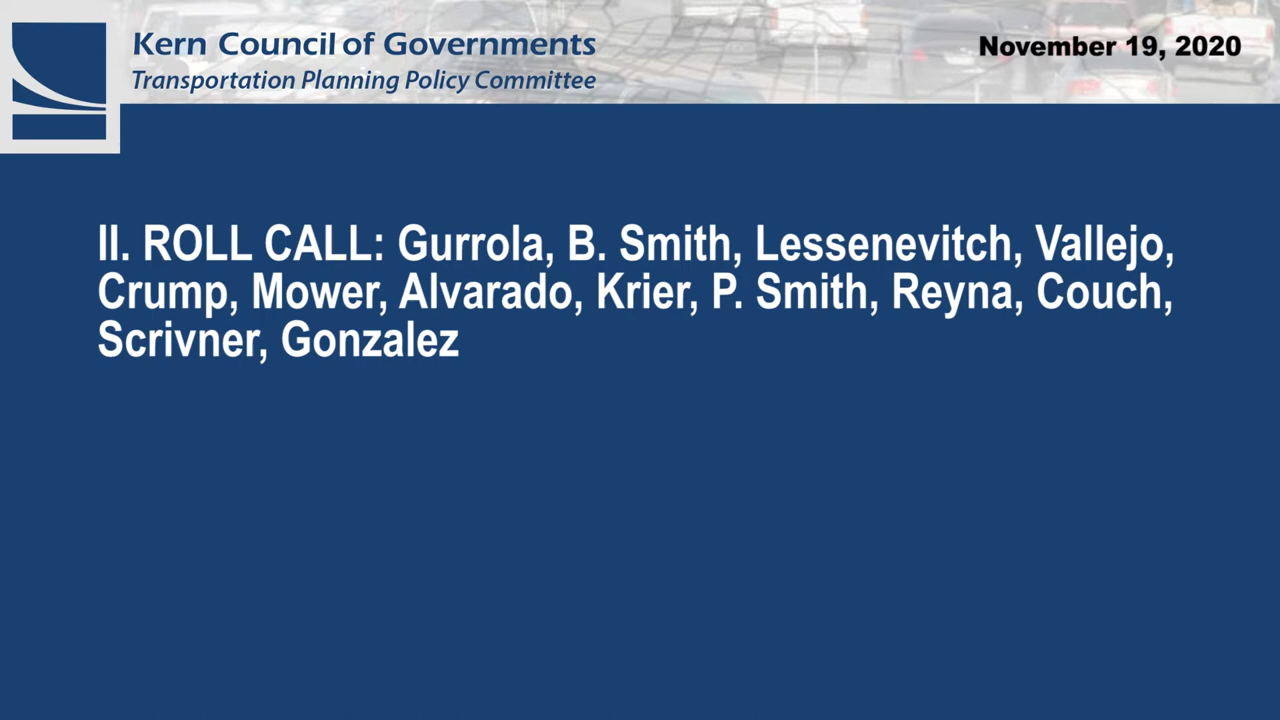 Kern Council of Governments
Transportation Planning Policy Committee
November 19, 2020
II. ROLL CALL: Gurrola, B. Smith, Lessenevitch, Vallejo,
Crump, Mower, Alvarado, Krier, P. Smith, Reyna, Couch,
Scrivner, Gonzalez